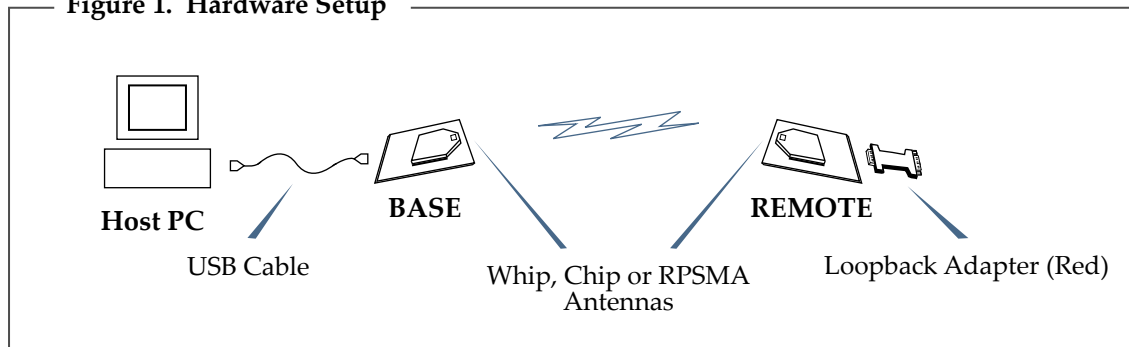 Figure 1.  Hardware Setup
Host PC
BASE
REMOTE
USB Cable
Whip, Chip or RPSMA
Antennas
Loopback Adapter (Red)